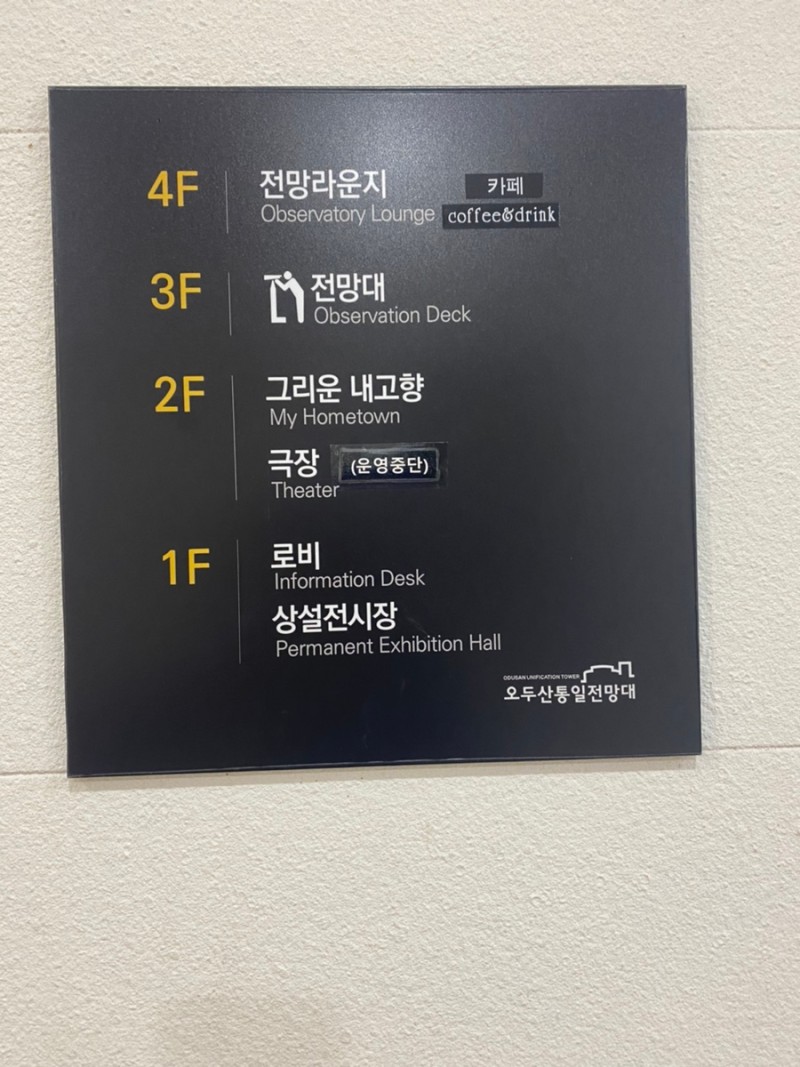 4F 전망라운지 카페
Observatory Lounge coffee&drink
3F 전망대
Observation Deck
2F 그리운 내고향
My Hometown
극장 (운영중단)
Theater
1F 로비
Information Desk
상설전시장
Permanent Exhibition Hall
ODUSAN UNIFICATION TOWER
오두산통일전망대